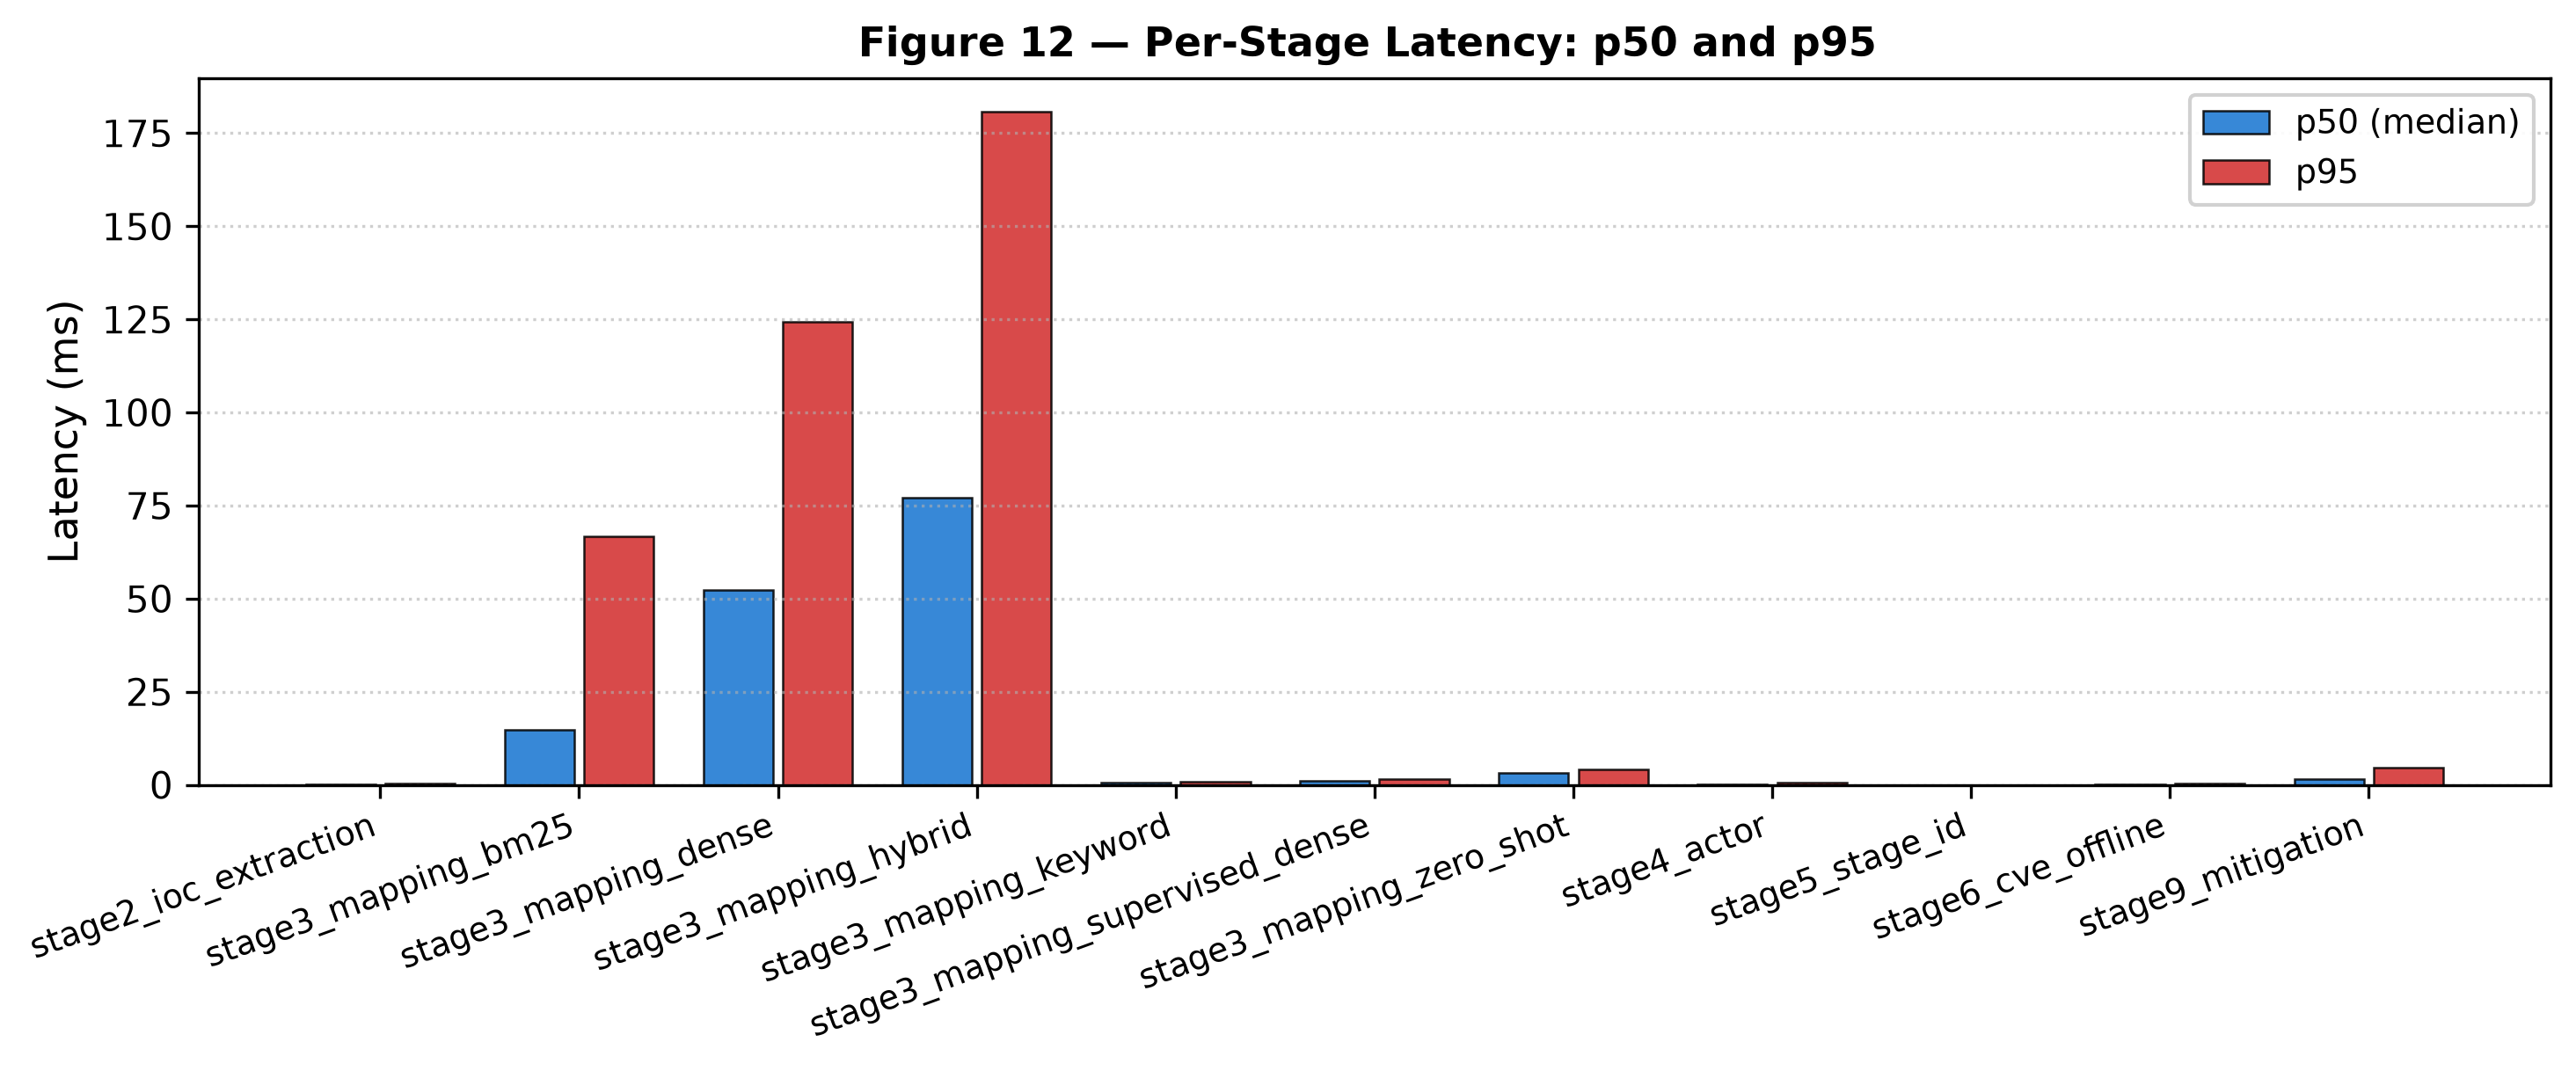 Figure 12 — Per-Stage Latency: p50 and p95
p50 (median)
p95
Latency (ms)
175
150
125
100
75
50
25
0
stage2_ioc_extraction
stage3_mapping_bm25
stage3_mapping_dense
stage3_mapping_hybrid
stage3_mapping_keyword
stage3_mapping_supervised_dense
stage3_mapping_zero_shot
stage4_actor
stage5_stage_id
stage6_cve_offline
stage9_mitigation